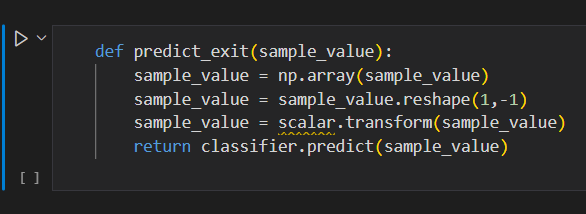 def predict_exit(sample_value):
    sample_value = np.array(sample_value)
    sample_value = sample_value.reshape(1,-1)
    sample_value = scalar.transform(sample_value)
    return classifier.predict(sample_value)
[ ]